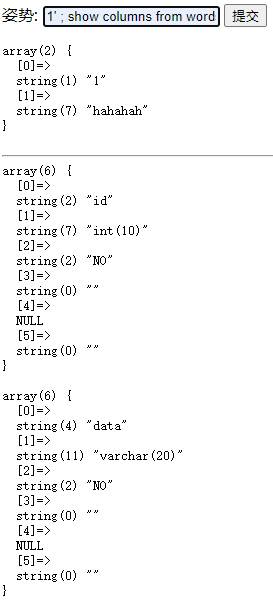 姿势: 1' ; show columns from word 提交
array(2) {
  [0]=>
  string(1) "1"
  [1]=>
  string(7) "hahahah"
}
array(6) {
  [0]=>
  string(2) "id"
  [1]=>
  string(7) "int(10)"
  [2]=>
  string(2) "NO"
  [3]=>
  string(0) ""
  [4]=>
  NULL
  [5]=>
  string(0) ""
}
array(6) {
  [0]=>
  string(4) "data"
  [1]=>
  string(11) "varchar(20)"
  [2]=>
  string(2) "NO"
  [3]=>
  string(0) ""
  [4]=>
  NULL
  [5]=>
  string(0) ""
}